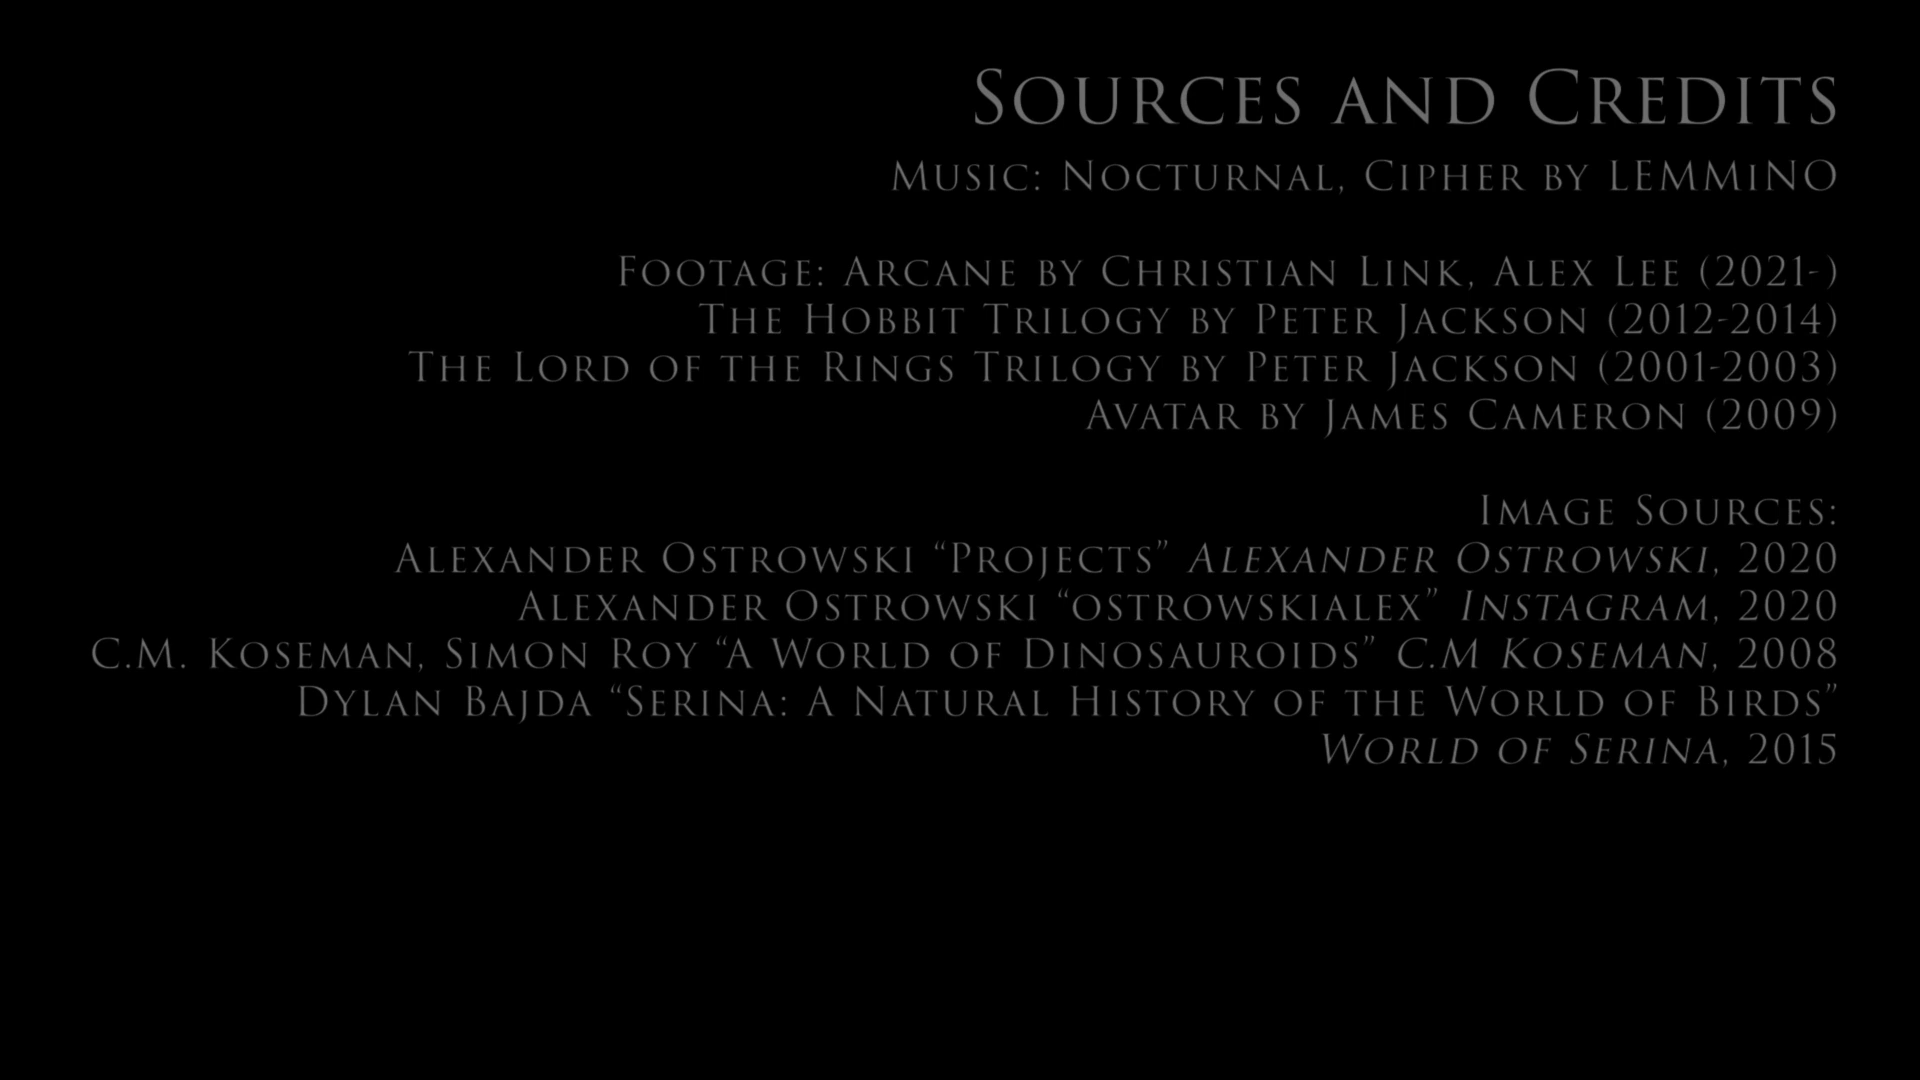 Sources and Credits
Music: Nocturnal, Cipher by LEMMiNO
Footage: Arcane by Christian Link, Alex Lee (2021- )
The Hobbit Trilogy by Peter Jackson (2012-2014)
The Lord of the Rings Trilogy by Peter Jackson (2001-2003)
Avatar by James Cameron (2009)
Image Sources:
Alexander Ostrowski “Projects” Alexander Ostrowski, 2020
Alexander Ostrowski “ostrowskialex” Instagram, 2020
C.M. Koseman, Simon Roy “A World of Dinosauroids” C.M Koseman, 2008
Dylan Bajda “Serina: A Natural History of the World of Birds”
World of Serina, 2015